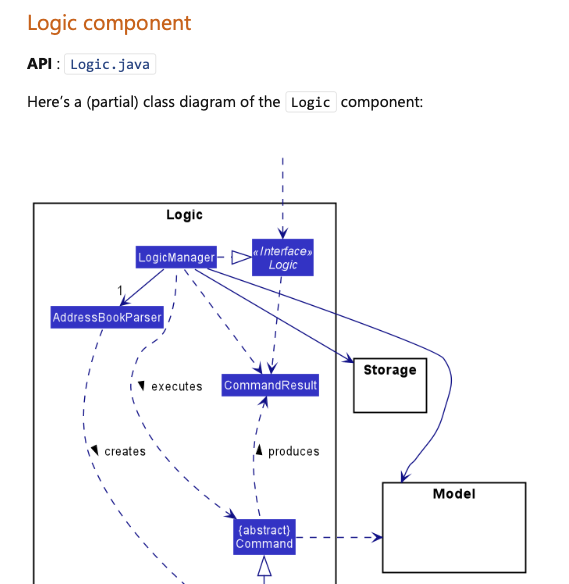 Logic component
API : Logic.java
Here's a (partial) class diagram of the Logic component:
Logic
LogicManager
«Interface»
Logic
1
AddressBookParser
Storage
CommandResult
executes
creates
produces
Model
{abstract}
Command